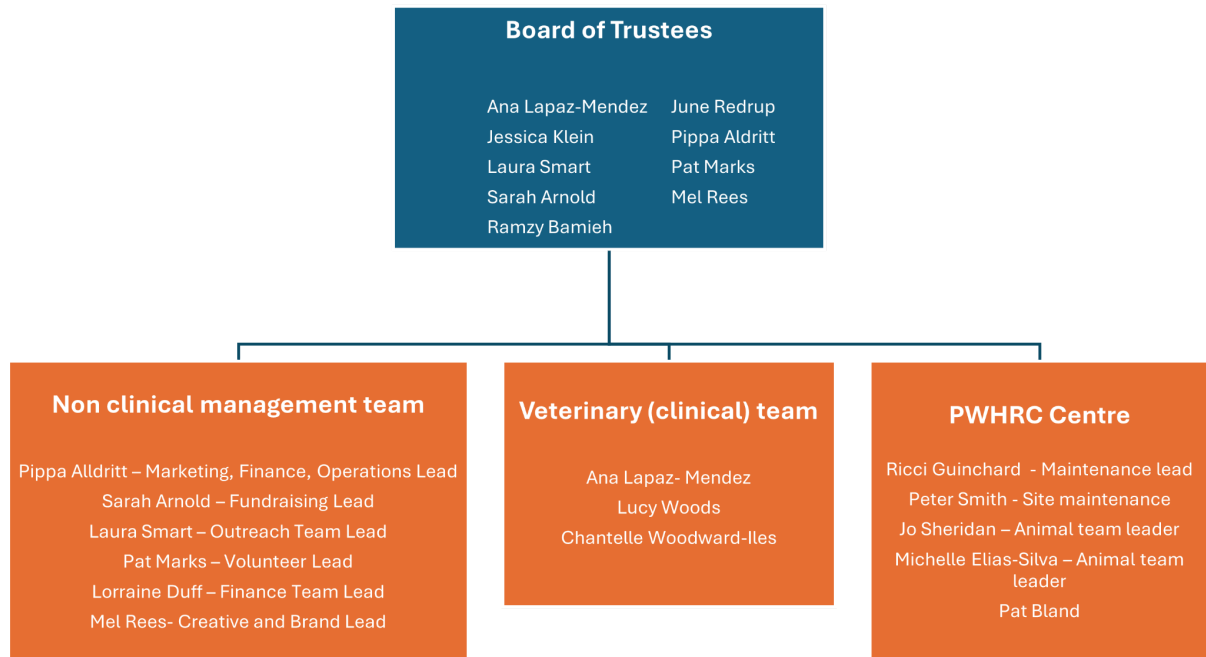 Board of Trustees
Ana Lapaz-Mendez
Jessica Klein
Laura Smart
Sarah Arnold
Ramzy Bamieh
June Redrup
Pippa Aldritt
Pat Marks
Mel Rees
Non clinical management team
Pippa Alldritt – Marketing, Finance, Operations Lead
Sarah Arnold – Fundraising Lead
Laura Smart – Outreach Team Lead
Pat Marks – Volunteer Lead
Lorraine Duff – Finance Team Lead
Mel Rees- Creative and Brand Lead
Veterinary (clinical) team
Ana Lapaz- Mendez
Lucy Woods
Chantelle Woodward-Iles
PWHRC Centre
Ricci Guinchard - Maintenance lead
Peter Smith - Site maintenance
Jo Sheridan – Animal team leader
Michelle Elias-Silva – Animal team
leader
Pat Bland